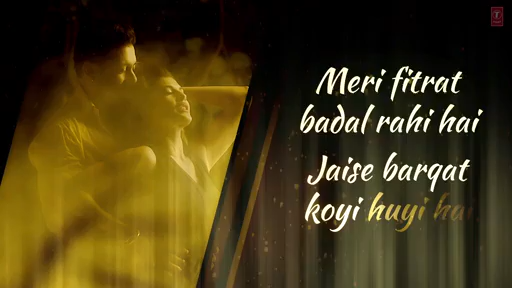 Meri fitrat
badal rahi hai
Jaise barqat
koyi huyi hai